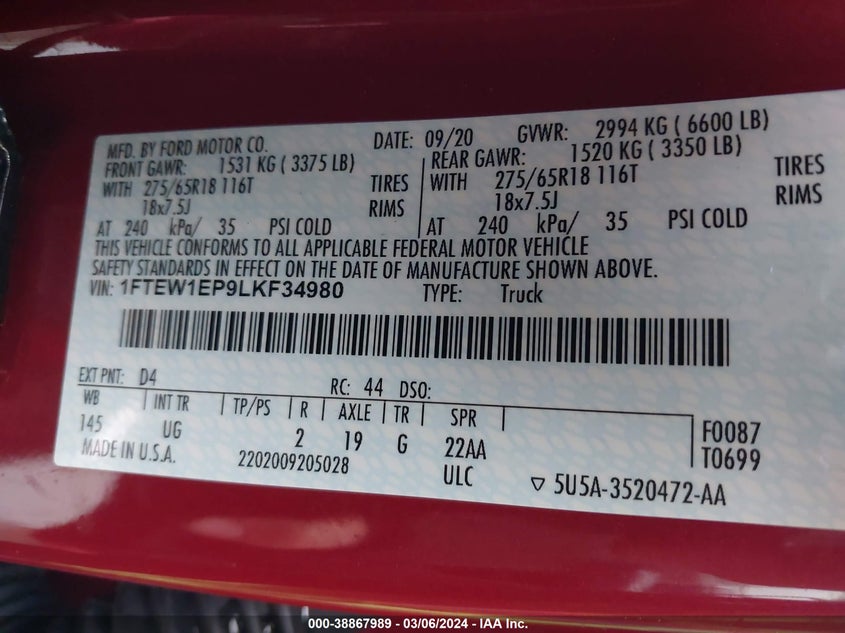 MFD. BY FORD MOTOR CO. DATE: 09/20 GVWR: 2994 KG ( 6600 LB)
FRONT GAWR: 1531 KG ( 3375 LB) REAR GAWR: 1520 KG ( 3350 LB)
WITH 275/65R18 116T TIRES WITH 275/65R18 116T TIRES
18x7.5J RIMS 18x7.5J RIMS
AT 240 kPa/ 35 PSI COLD AT 240 kPa/ 35 PSI COLD
THIS VEHICLE CONFORMS TO ALL APPLICABLE FEDERAL MOTOR VEHICLE
SAFETY STANDARDS IN EFFECT ON THE DATE OF MANUFACTURE SHOWN ABOVE.
VIN: 1FTEW1EP9LKF34980 TYPE: Truck
EXT PNT: D4 RC: 44 DSO:
WB INT TR TP/PS R AXLE TR SPR
145 UG 2 19 G 22AA F0087
MADE IN U.S.A. 2202009205028 ULC T0699
5U5A-3520472-AA
000-38867989 - 03/06/2024 - IAA Inc.